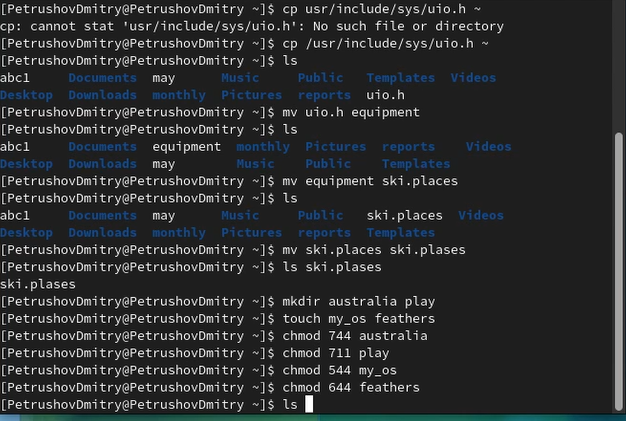 [PetrushovDmitry@PetrushovDmitry ~]$ cp usr/include/sys/uio.h ~
cp: cannot stat 'usr/include/sys/uio.h': No such file or directory
[PetrushovDmitry@PetrushovDmitry ~]$ cp /usr/include/sys/uio.h ~
[PetrushovDmitry@PetrushovDmitry ~]$ ls
abc1 Documents may Music Public Templates Videos
Desktop Downloads monthly Pictures reports uio.h
[PetrushovDmitry@PetrushovDmitry ~]$ mv uio.h equipment
[PetrushovDmitry@PetrushovDmitry ~]$ ls
abc1 Documents equipment monthly Pictures reports Videos
Desktop Downloads may Music Public Templates
[PetrushovDmitry@PetrushovDmitry ~]$ mv equipment ski.places
[PetrushovDmitry@PetrushovDmitry ~]$ ls
abc1 Documents may Music Public ski.places Videos
Desktop Downloads monthly Pictures reports Templates
[PetrushovDmitry@PetrushovDmitry ~]$ mv ski.places ski.plases
[PetrushovDmitry@PetrushovDmitry ~]$ ls ski.plases
ski.plases
[PetrushovDmitry@PetrushovDmitry ~]$ mkdir australia play
[PetrushovDmitry@PetrushovDmitry ~]$ touch my_os feathers
[PetrushovDmitry@PetrushovDmitry ~]$ chmod 744 australia
[PetrushovDmitry@PetrushovDmitry ~]$ chmod 711 play
[PetrushovDmitry@PetrushovDmitry ~]$ chmod 544 my_os
[PetrushovDmitry@PetrushovDmitry ~]$ chmod 644 feathers
[PetrushovDmitry@PetrushovDmitry ~]$ ls